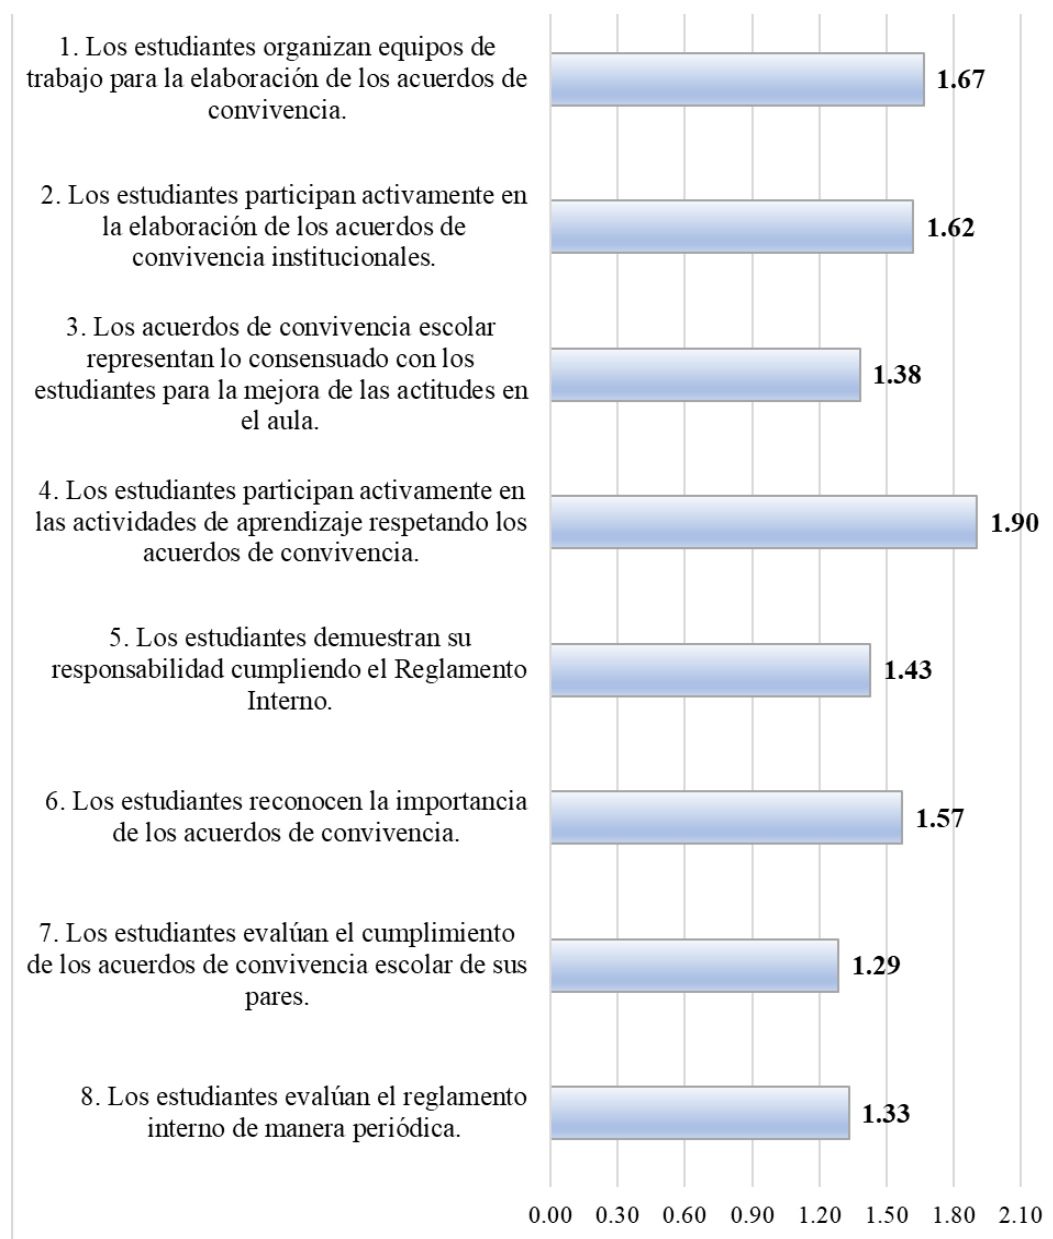 1. Los estudiantes organizan equipos de
trabajo para la elaboración de los acuerdos de
convivencia.
1.67
2. Los estudiantes participan activamente en
la elaboración de los acuerdos de
convivencia institucionales.
1.62
3. Los acuerdos de convivencia escolar
representan lo consensuado con los
estudiantes para la mejora de las actitudes en
el aula.
1.38
4. Los estudiantes participan activamente en
las actividades de aprendizaje respetando los
acuerdos de convivencia.
1.90
5. Los estudiantes demuestran su
responsabilidad cumpliendo el Reglamento
Interno.
1.43
6. Los estudiantes reconocen la importancia
de los acuerdos de convivencia.
1.57
7. Los estudiantes evalúan el cumplimiento
de los acuerdos de convivencia escolar de sus
pares.
1.29
8. Los estudiantes evalúan el reglamento
interno de manera periódica.
1.33
0.00 0.30 0.60 0.90 1.20 1.50 1.80 2.10